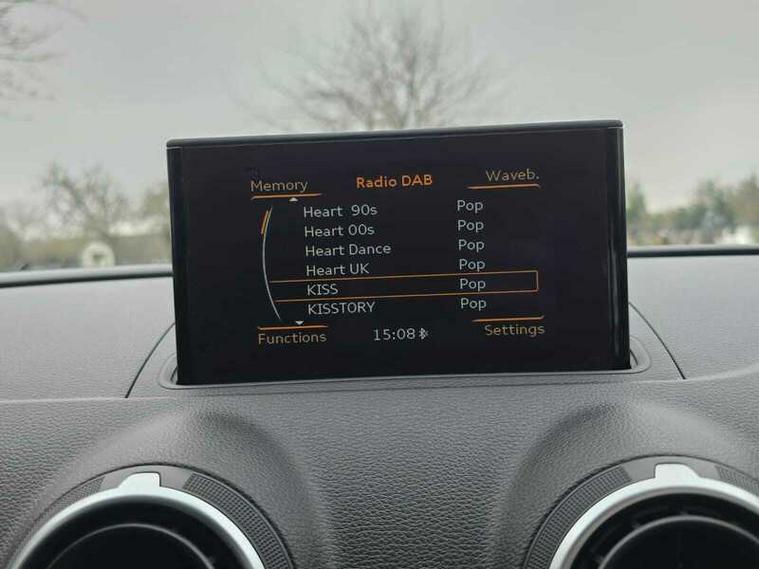 Memory Radio DAB Waveb.
Heart 90s Pop
Heart 00s Pop
Heart Dance Pop
Heart UK Pop
KISS Pop
KISSTORY Pop
Functions 15:08 Settings